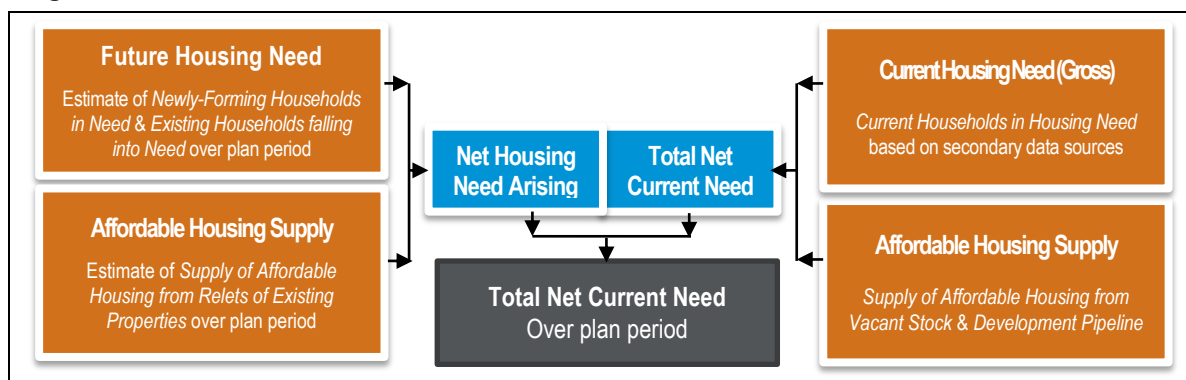 Future Housing Need
Estimate of Newly-Forming Households
in Need & Existing Households falling
into Need over plan period
Affordable Housing Supply
Estimate of Supply of Affordable
Housing from Relets of Existing
Properties over plan period
Net Housing
Need Arising
Total Net
Current Need
Total Net Current Need
Over plan period
Current Housing Need (Gross)
Current Households in Housing Need
based on secondary data sources
Affordable Housing Supply
Supply of Affordable Housing from
Vacant Stock & Development Pipeline